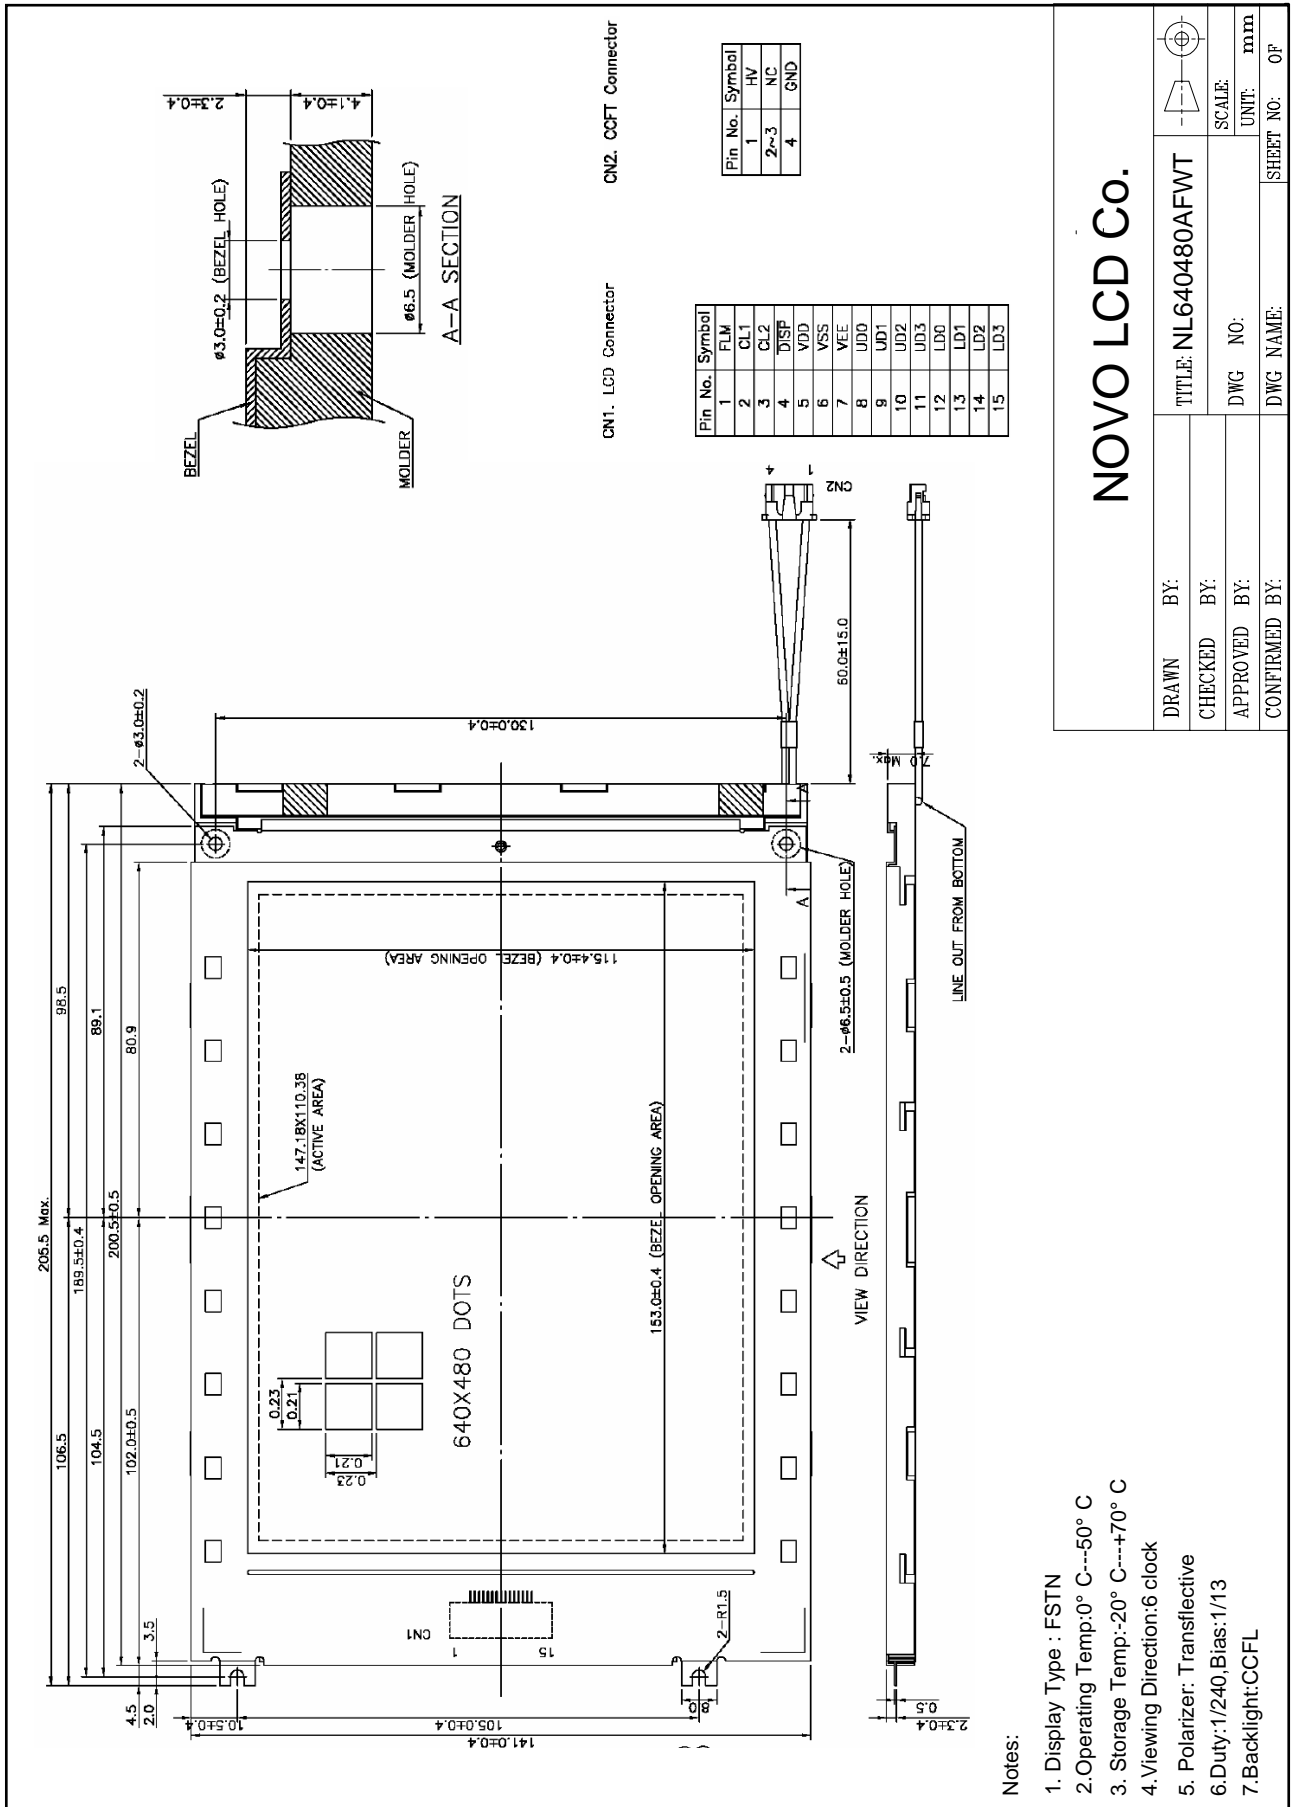 205.5 Max.
106.5
98.5
189.5±0.4
104.5
89.1
200.5±0.5
102.0±0.5
80.9
4.5
2.0
3.5
2-ø3.0±0.2
147.18X110.38
(ACTIVE AREA)
0.23
0.21
0.21
0.23
640X480 DOTS
115.4±0.4 (BEZEL OPENING AREA)
153.0±0.4 (BEZEL OPENING AREA)
130.0±0.4
CN1
1
15
10.5±0.4
105.0±0.4
141.0±0.4
8.0
2-R1.5
A
A
2-ø6.5±0.5 (MOLDER HOLE)
VIEW DIRECTION
60.0±15.0
4
1
CN2
7.0 Max.
LINE OUT FROM BOTTOM
0.5
2.3±0.4
BEZEL
MOLDER
ø3.0±0.2 (BEZEL HOLE)
ø6.5 (MOLDER HOLE)
2.3±0.4
4.1±0.4
A-A SECTION
CN1. LCD Connector
Pin No. Symbol
1 FLM
2 CL1
3 CL2
4 DISP
5 VDD
6 VSS
7 VEE
8 UD0
9 UD1
10 UD2
11 UD3
12 LD0
13 LD1
14 LD2
15 LD3
CN2. CCFT Connector
Pin No. Symbol
1 HV
2~3 NC
4 GND
Notes:
1. Display Type : FSTN
2.Operating Temp:0° C---50° C
3. Storage Temp:-20° C---+70° C
4.Viewing Direction:6 clock
5. Polarizer: Transflective
6.Duty:1/240,Bias:1/13
7.Backlight:CCFL
NOVO LCD Co.
DRAWN BY:
CHECKED BY:
APPROVED BY:
CONFIRMED BY:
TITLE: NL640480AFWT
DWG NO:
DWG NAME:
SCALE:
UNIT: mm
SHEET NO: OF